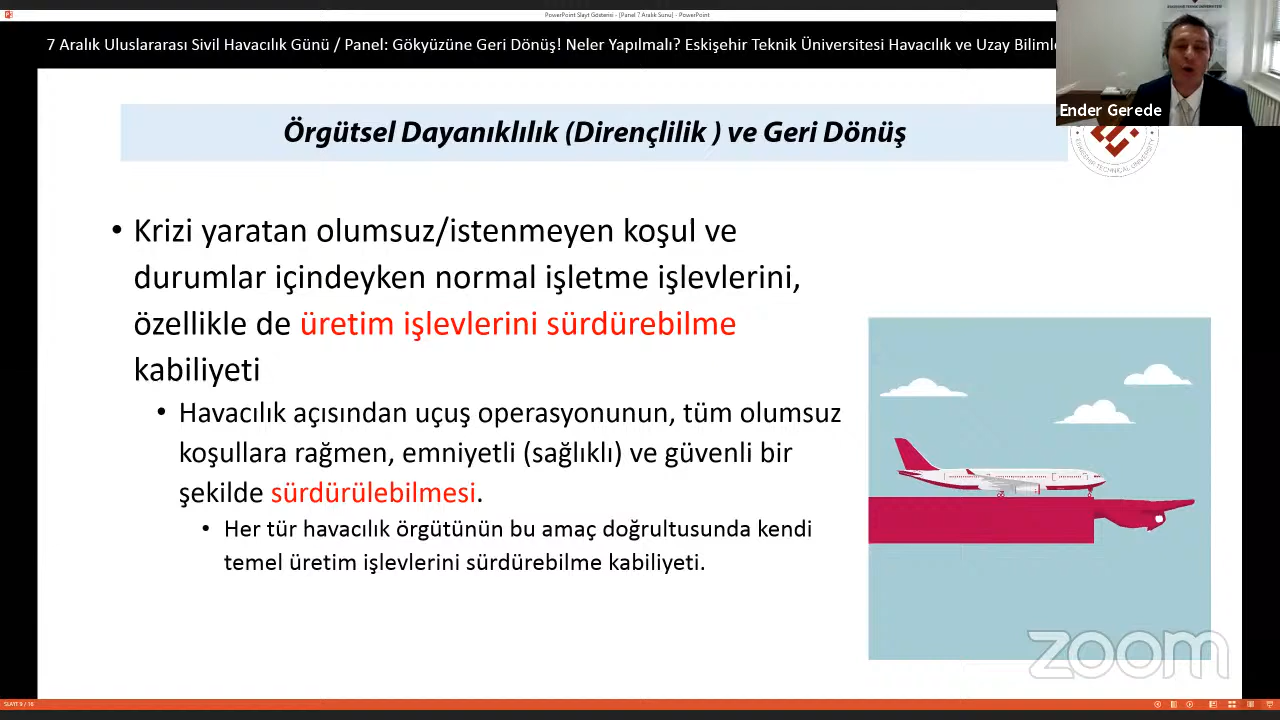 PowerPoint Slayt Gösterisi - [Panel 7 Aralık Sunu] - PowerPoint
7 Aralık Uluslararası Sivil Havacılık Günü / Panel: Gökyüzüne Geri Dönüş! Neler Yapılmalı? Eskişehir Teknik Üniversitesi Havacılık ve Uzay Bilimle
Ender Gerede
Örgütsel Dayanıklılık (Dirençlilik ) ve Geri Dönüş
ESKİŞEHİR TECHNICAL UNIVERSITY
• Krizi yaratan olumsuz/istenmeyen koşul ve
durumlar içindeyken normal işletme işlevlerini,
özellikle de üretim işlevlerini sürdürebilme
kabiliyeti
• Havacılık açısından uçuş operasyonunun, tüm olumsuz
koşullara rağmen, emniyetli (sağlıklı) ve güvenli bir
şekilde sürdürülebilmesi.
• Her tür havacılık örgütünün bu amaç doğrultusunda kendi
temel üretim işlevlerini sürdürebilme kabiliyeti.
zoom
SLAYT 9 / 16